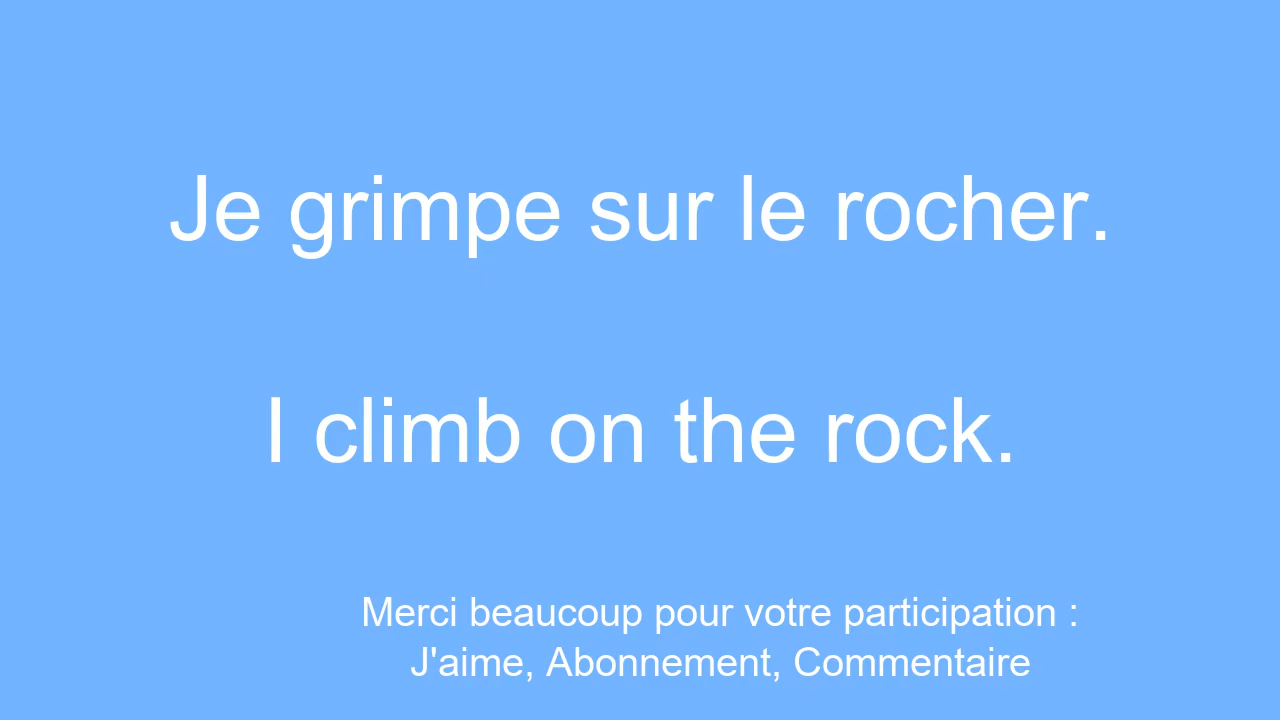 Je grimpe sur le rocher.
I climb on the rock.
Merci beaucoup pour votre participation :
J'aime, Abonnement, Commentaire